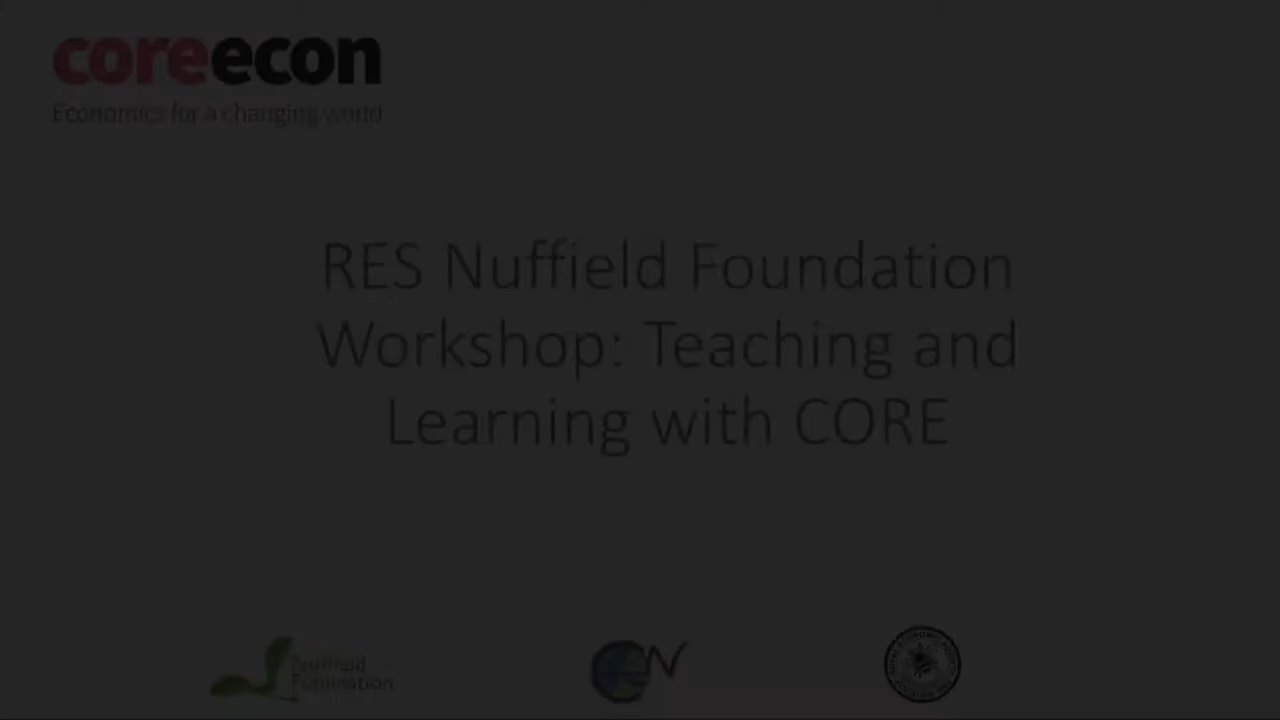 coreecon
Economics for a changing world
RES Nuffield Foundation
Workshop: Teaching and
Learning with CORE
Nuffield
Foundation